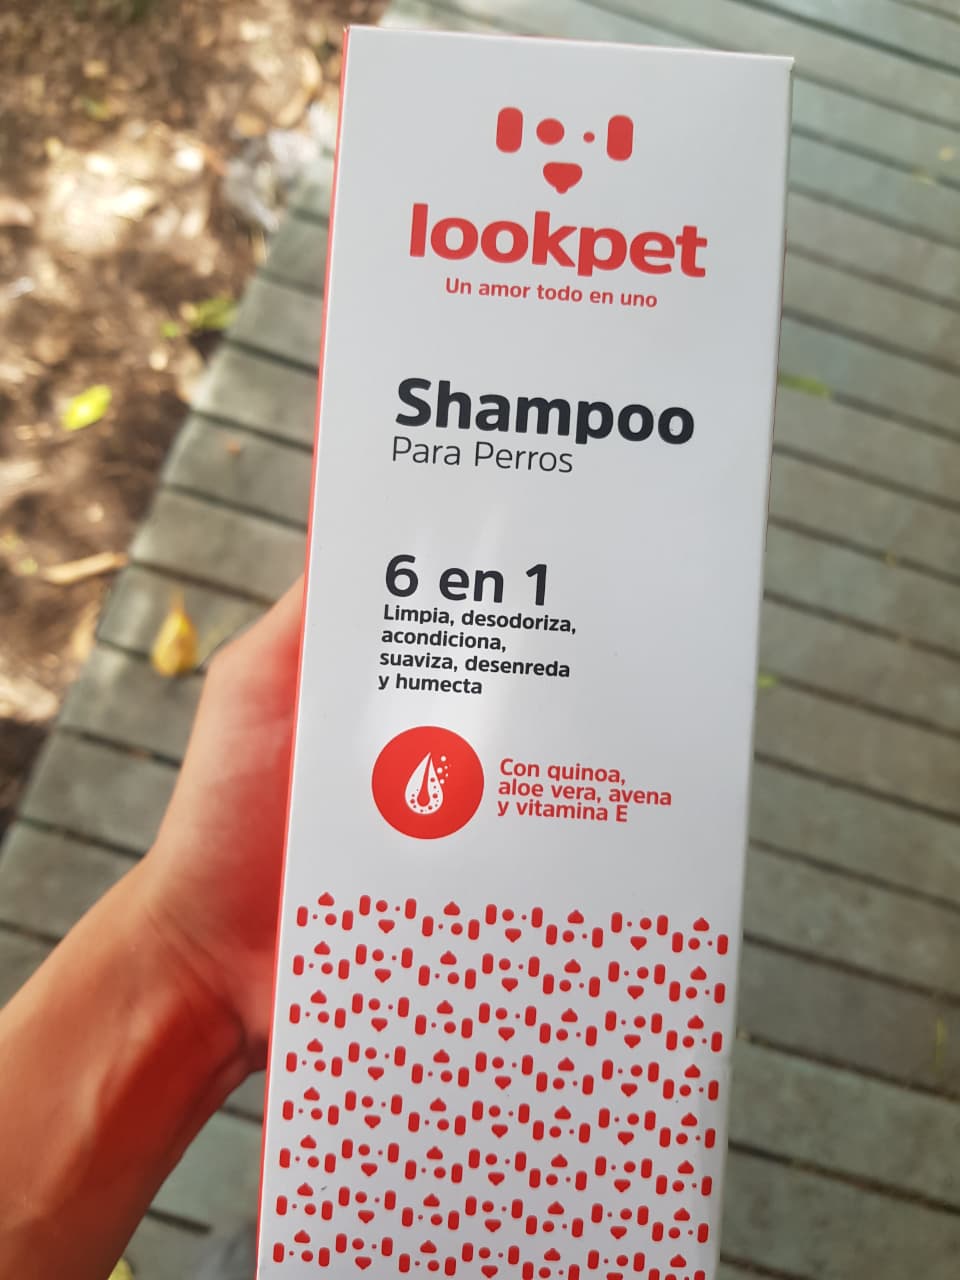 lookpet
Un amor todo en uno
Shampoo
Para Perros
6 en 1
Limpia, desodoriza,
acondiciona,
suaviza, desenreda
y humecta
Con quinoa,
aloe vera, avena
y vitamina E